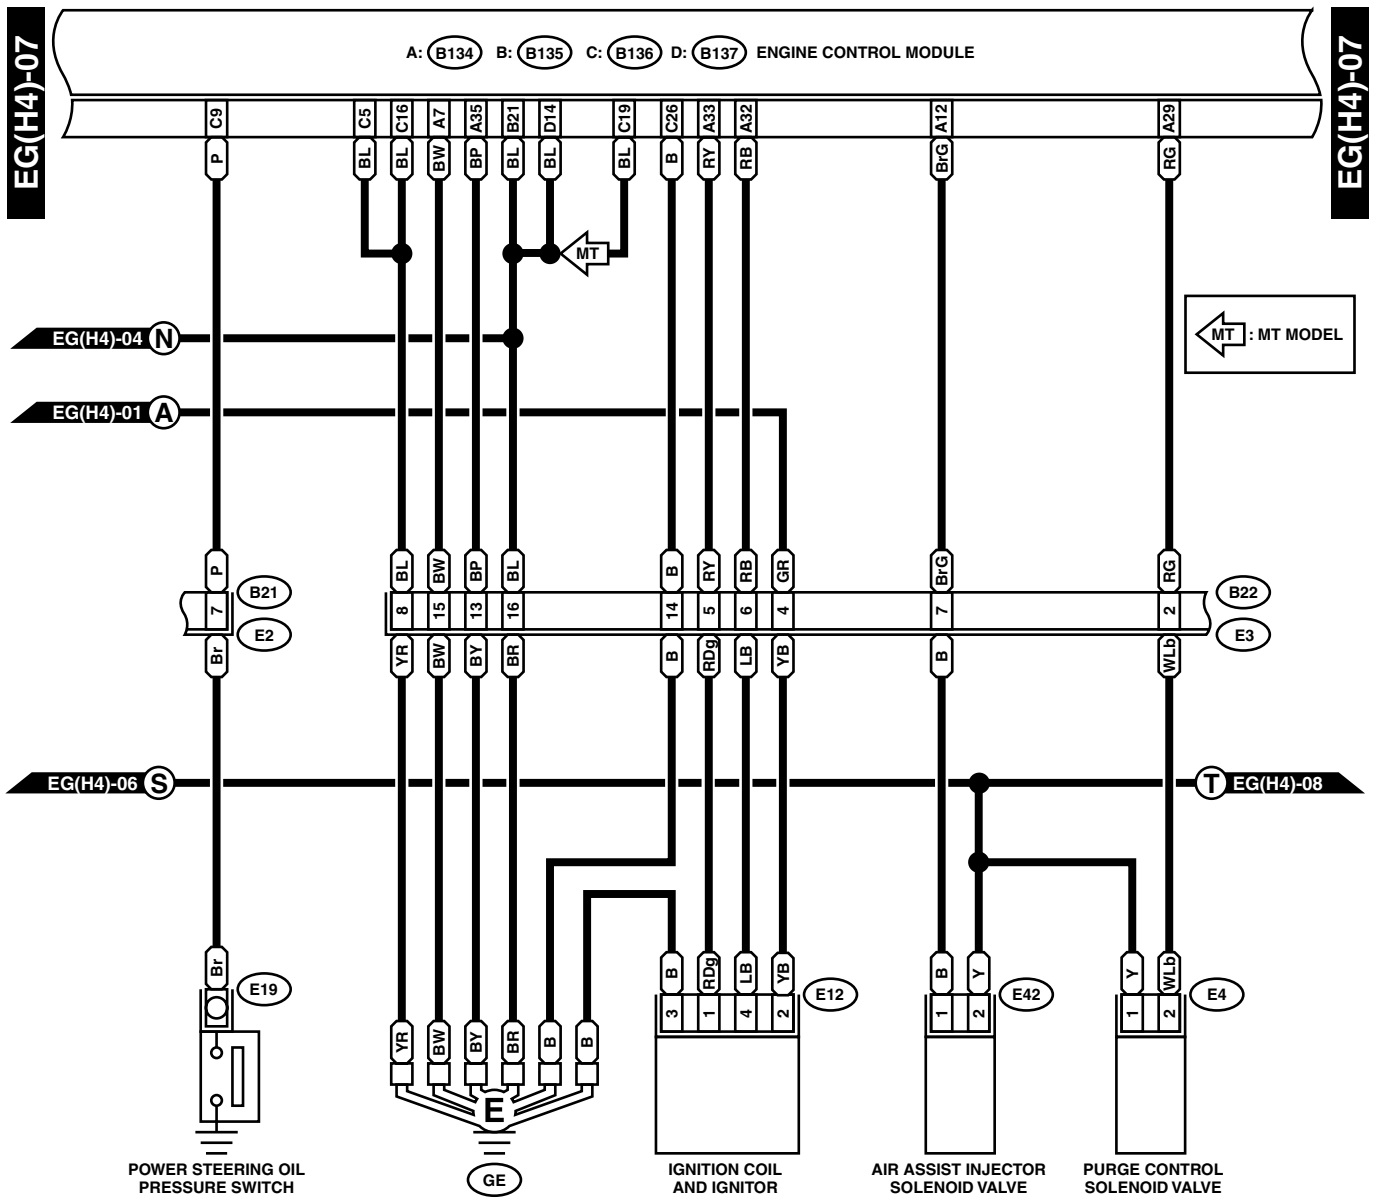 EG(H4)-07
EG(H4)-07
A: B134 B: B135 C: B136 D: B137 ENGINE CONTROL MODULE
C9 C5 C16 A7 A35 B21 D14 C19 C26 A33 A32 A12 A29
P BL BL BW BP BL BL BL B RY RB BrG RG
MT
EG(H4)-04 N
MT : MT MODEL
EG(H4)-01 A
P BL BW BP BL B RY RB GR BrG RG
B21 B22
7 8 15 13 16 14 5 6 4 7 2
E2 E3
Br YR BW BY BR B RDg LB YB B WLb
EG(H4)-06 S T EG(H4)-08
Br B RDg LB YB B Y Y WLb
E19 E12 E42 E4
3 1 4 2 1 2 1 2
YR BW BY BR B B
E
GE
POWER STEERING OIL
PRESSURE SWITCH
IGNITION COIL
AND IGNITOR
AIR ASSIST INJECTOR
SOLENOID VALVE
PURGE CONTROL
SOLENOID VALVE